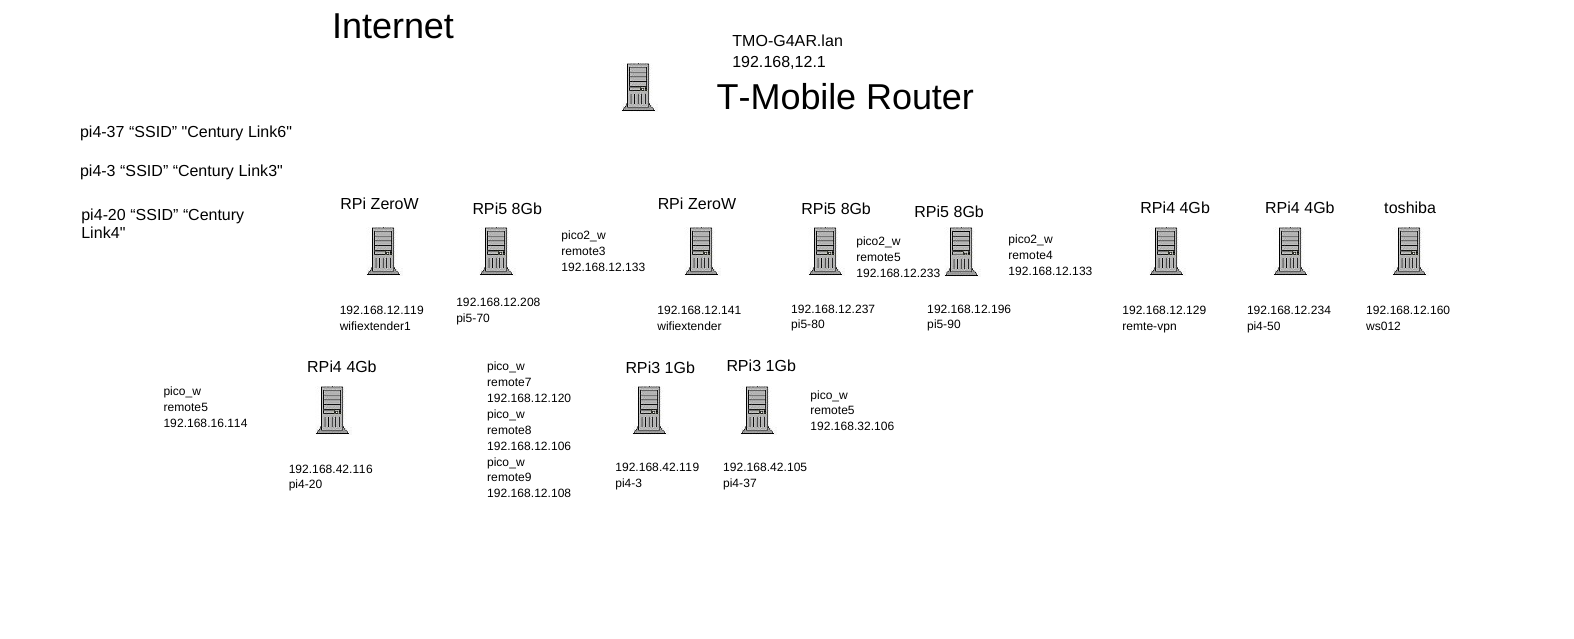 Internet
TMO-G4AR.lan
192.168,12.1
T-Mobile Router
pi4-37 “SSID” "Century Link6"
pi4-3 “SSID” “Century Link3"
pi4-20 “SSID” “Century
Link4"
RPi ZeroW
192.168.12.119
wifiextender1
RPi5 8Gb
192.168.12.208
pi5-70
pico2_w
remote3
192.168.12.133
RPi ZeroW
192.168.12.141
wifiextender
RPi5 8Gb
192.168.12.237
pi5-80
pico2_w
remote5
192.168.12.233
RPi5 8Gb
192.168.12.196
pi5-90
pico2_w
remote4
192.168.12.133
RPi4 4Gb
192.168.12.129
remte-vpn
RPi4 4Gb
192.168.12.234
pi4-50
toshiba
192.168.12.160
ws012
pico_w
remote5
192.168.16.114
RPi4 4Gb
192.168.42.116
pi4-20
pico_w
remote7
192.168.12.120
pico_w
remote8
192.168.12.106
pico_w
remote9
192.168.12.108
RPi3 1Gb
192.168.42.119
pi4-3
RPi3 1Gb
192.168.42.105
pi4-37
pico_w
remote5
192.168.32.106